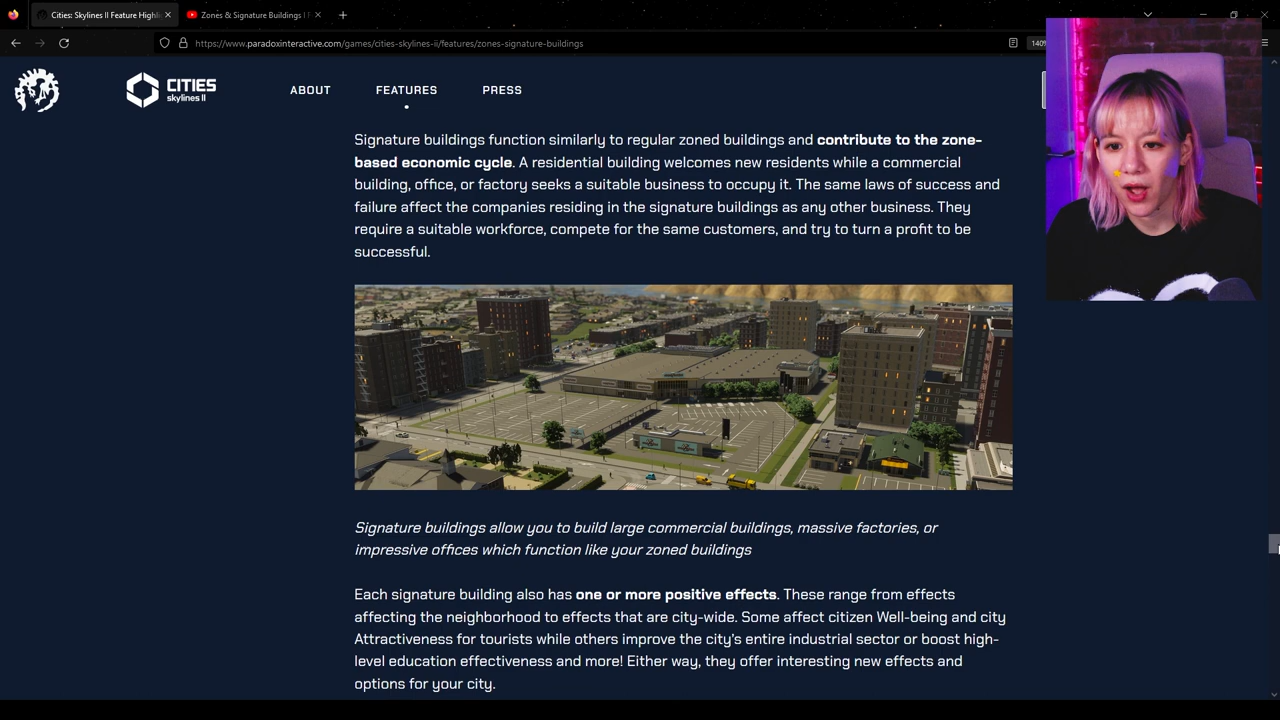 Cities: Skylines II Feature Highli
Zones & Signature Buildings |
https://www.paradoxinteractive.com/games/cities-skylines-ii/features/zones-signature-buildings
140%
CITIES
skylines II
ABOUT
FEATURES
PRESS
Signature buildings function similarly to regular zoned buildings and contribute to the zone-
based economic cycle. A residential building welcomes new residents while a commercial
building, office, or factory seeks a suitable business to occupy it. The same laws of success and
failure affect the companies residing in the signature buildings as any other business. They
require a suitable workforce, compete for the same customers, and try to turn a profit to be
successful.
Signature buildings allow you to build large commercial buildings, massive factories, or
impressive offices which function like your zoned buildings
Each signature building also has one or more positive effects. These range from effects
affecting the neighborhood to effects that are city-wide. Some affect citizen Well-being and city
Attractiveness for tourists while others improve the city's entire industrial sector or boost high-
level education effectiveness and more! Either way, they offer interesting new effects and
options for your city.